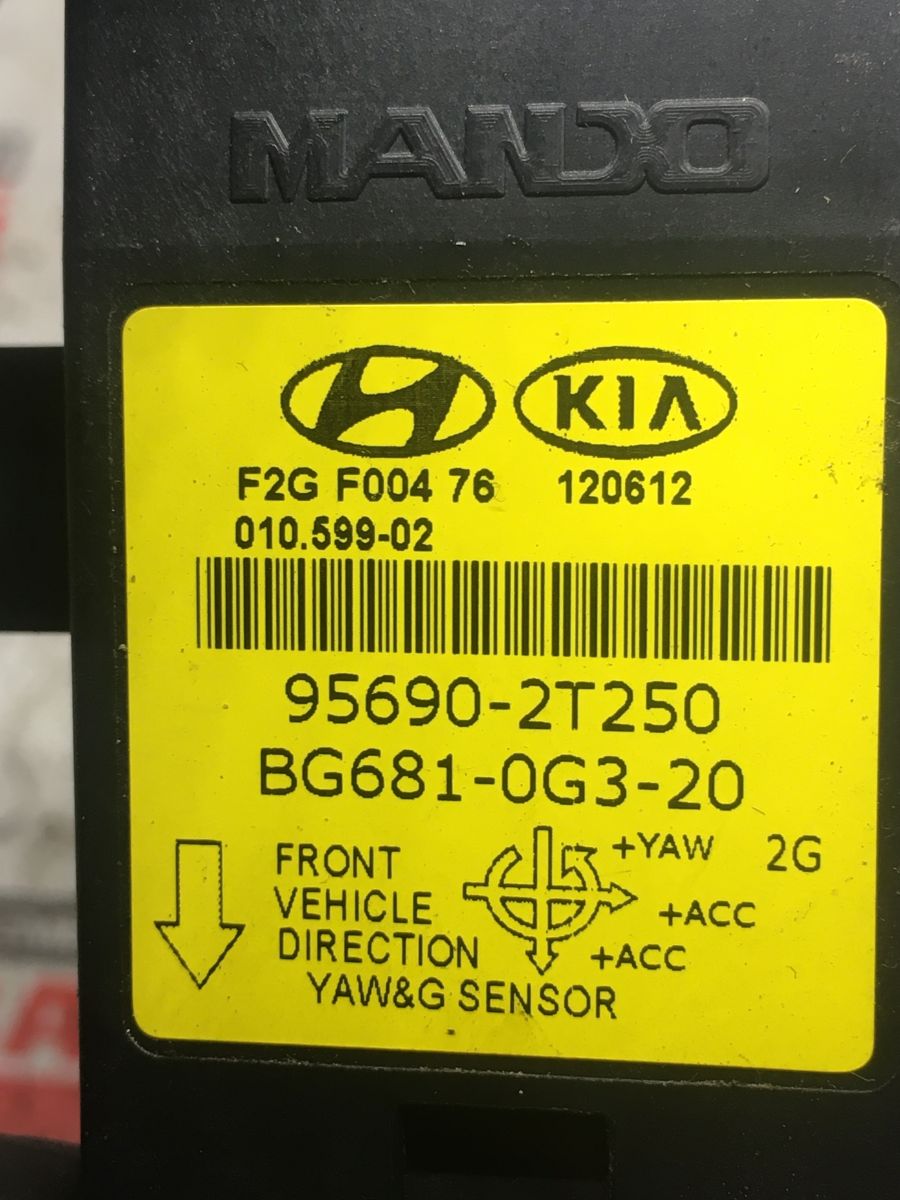 MANDO
KIA
F2G F004 76 120612
010.599-02
95690-2T250
BG681-0G3-20
+YAW 2G
FRONT
VEHICLE
DIRECTION
+ACC
+ACC
YAW&G SENSOR